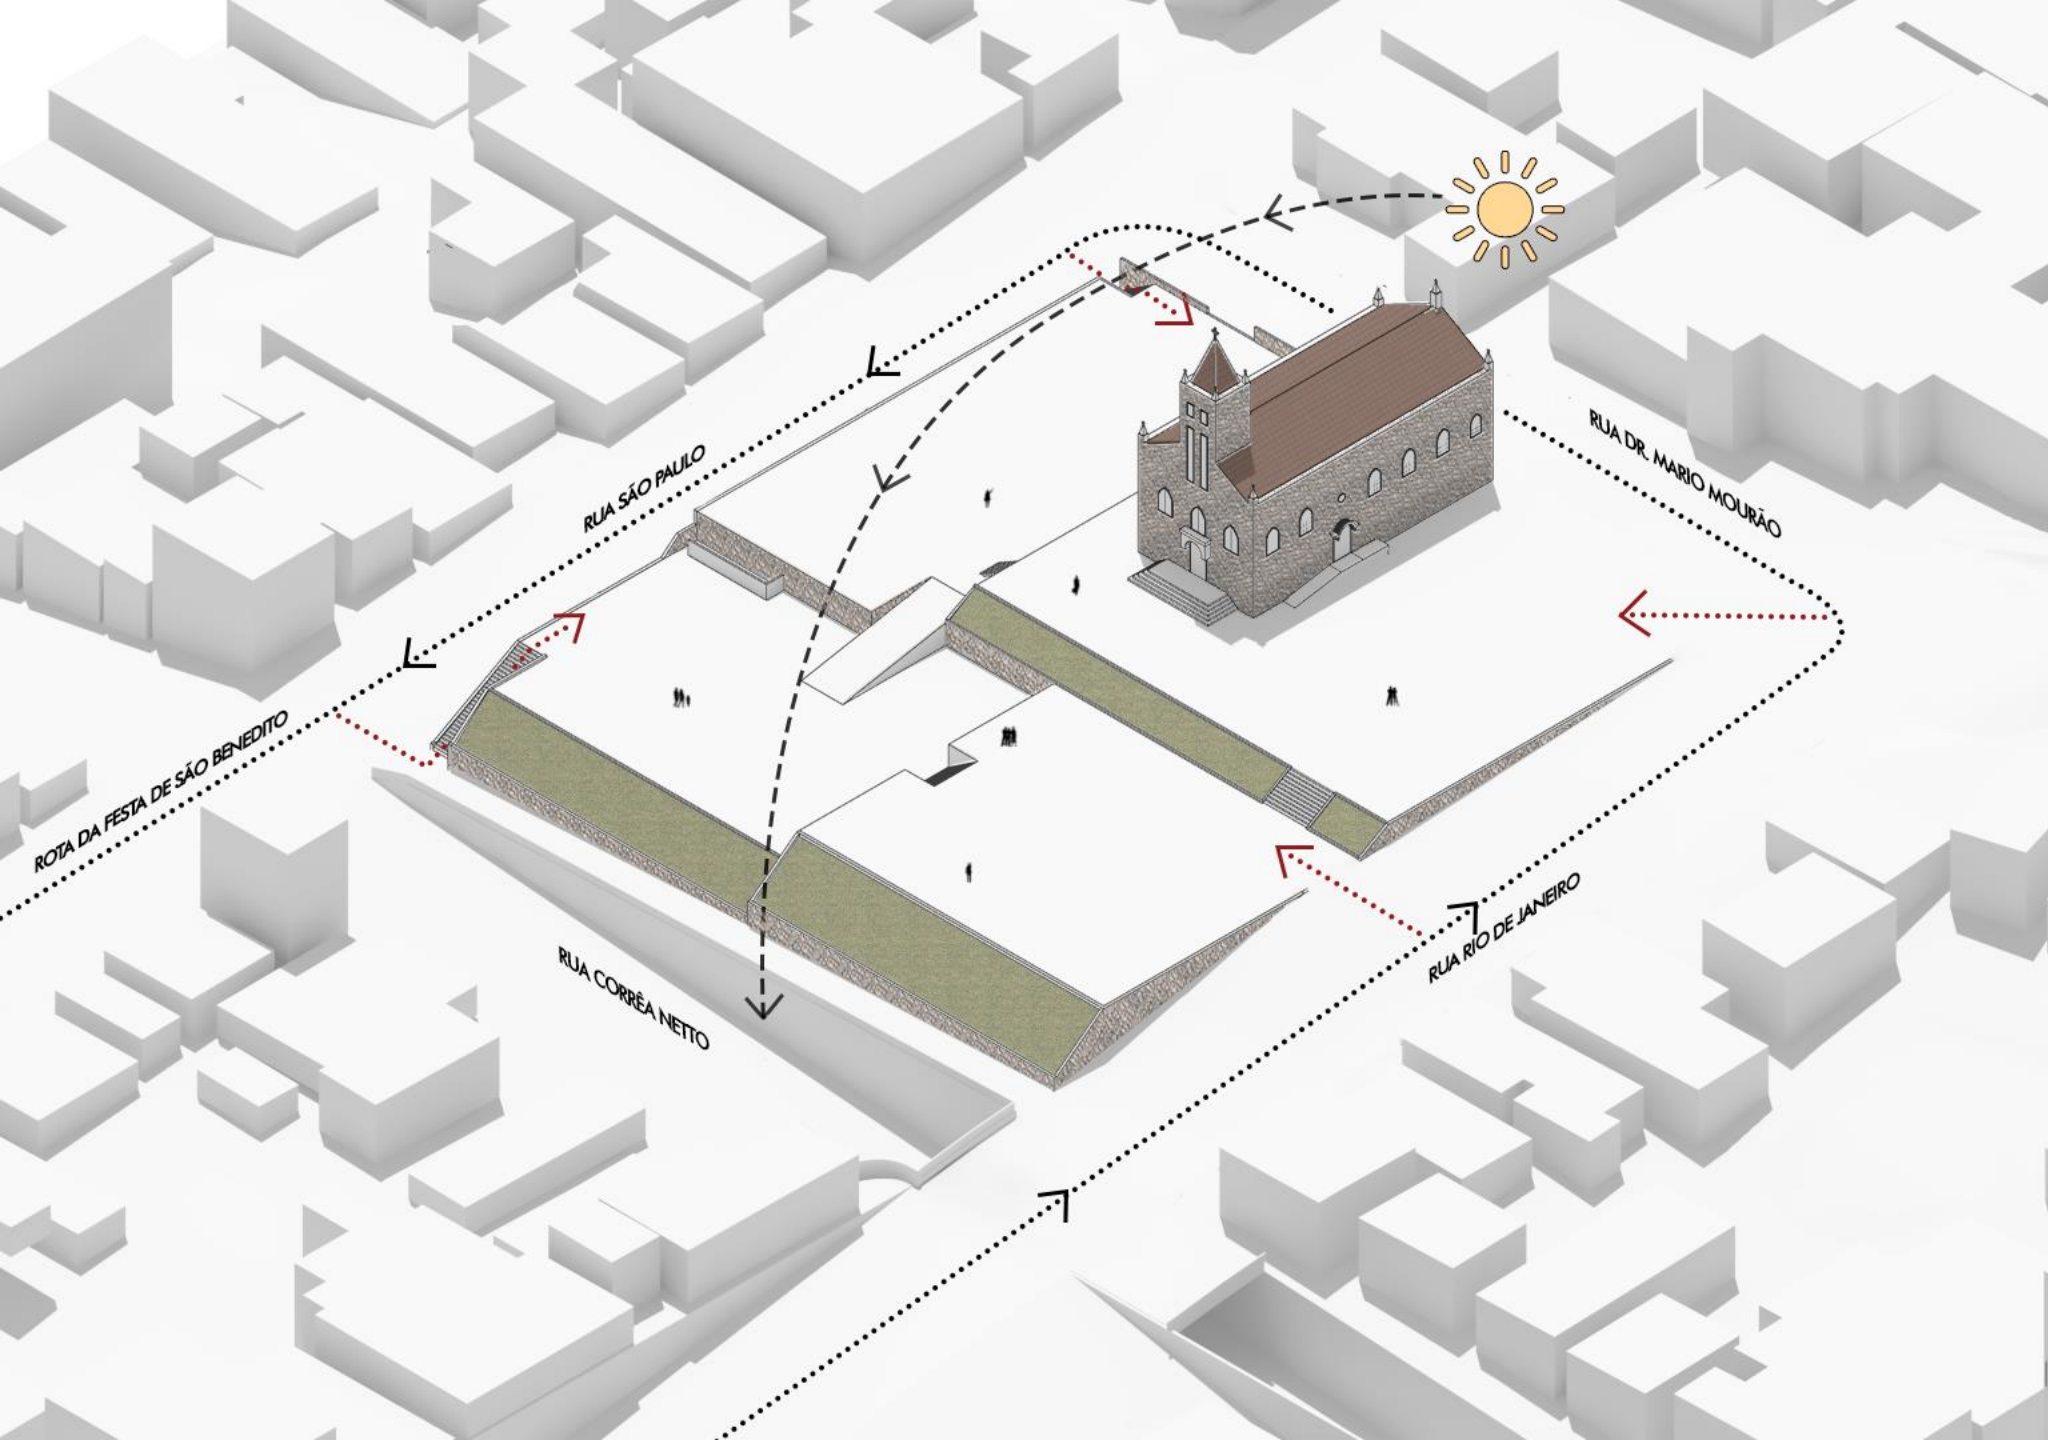 RUA SÃO PAULO
RUA DR. MARIO MOURÃO
ROTA DA FESTA DE SÃO BENEDITO
RUA CORRÊA NETTO
RUA RIO DE JANEIRO